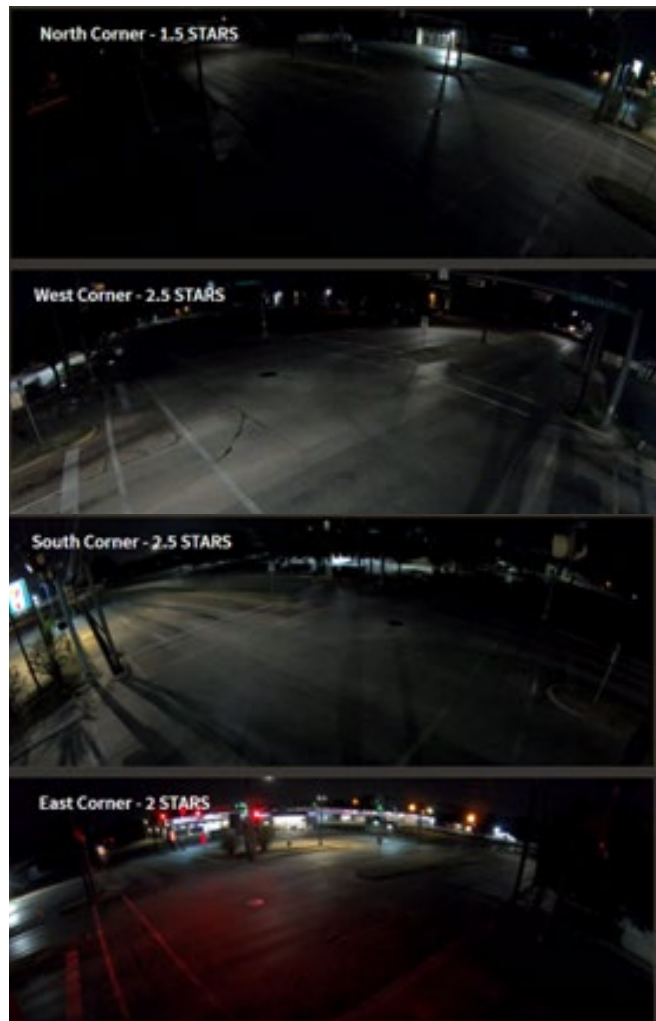 North Corner - 1.5 STARS
West Corner - 2.5 STARS
South Corner - 2.5 STARS
East Corner - 2 STARS